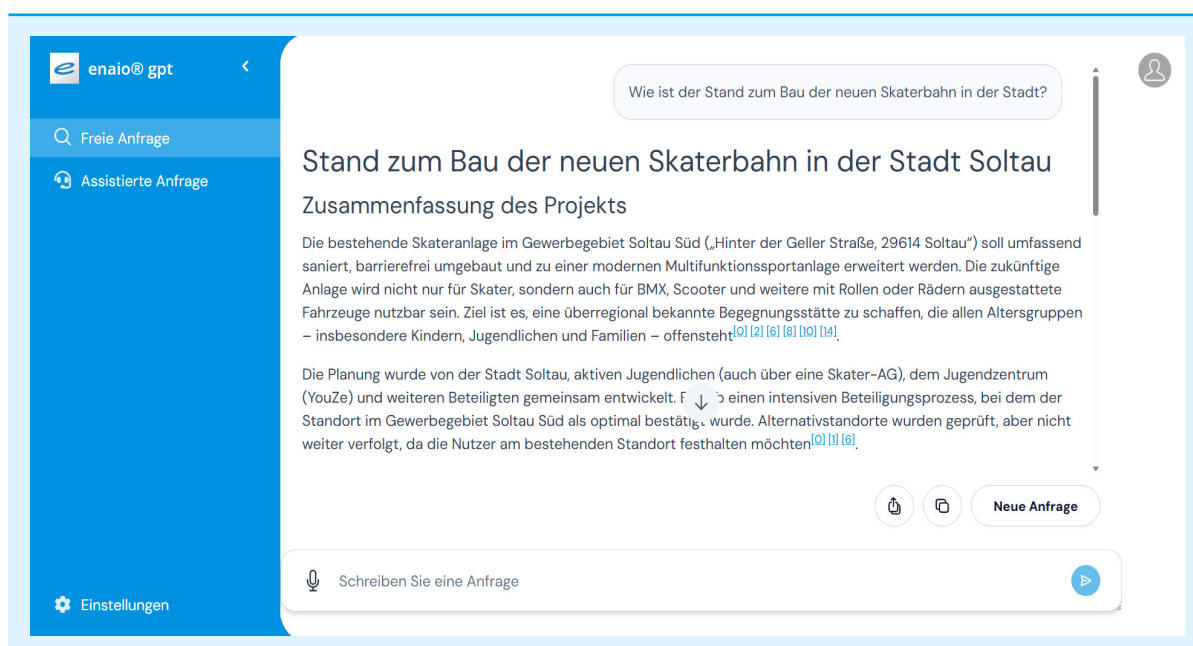 enaio® gpt
Wie ist der Stand zum Bau der neuen Skaterbahn in der Stadt?
Freie Anfrage
Assistierte Anfrage
Stand zum Bau der neuen Skaterbahn in der Stadt Soltau
Zusammenfassung des Projekts
Die bestehende Skateranlage im Gewerbegebiet Soltau Süd („Hinter der Geller Straße, 29614 Soltau“) soll umfassend
saniert, barrierefrei umgebaut und zu einer modernen Multifunktionssportanlage erweitert werden. Die zukünftige
Anlage wird nicht nur für Skater, sondern auch für BMX, Scooter und weitere mit Rollen oder Rädern ausgestattete
Fahrzeuge nutzbar sein. Ziel ist es, eine überregional bekannte Begegnungsstätte zu schaffen, die allen Altersgruppen
– insbesondere Kindern, Jugendlichen und Familien – offensteht[0] [2] [6] [8] [10] [14].
Die Planung wurde von der Stadt Soltau, aktiven Jugendlichen (auch über eine Skater-AG), dem Jugendzentrum
(YouZe) und weiteren Beteiligten gemeinsam entwickelt. einen intensiven Beteiligungsprozess, bei dem der
Standort im Gewerbegebiet Soltau Süd als optimal bestätigt wurde. Alternativstandorte wurden geprüft, aber nicht
weiter verfolgt, da die Nutzer am bestehenden Standort festhalten möchten[0] [1] [6].
Neue Anfrage
Schreiben Sie eine Anfrage
Einstellungen